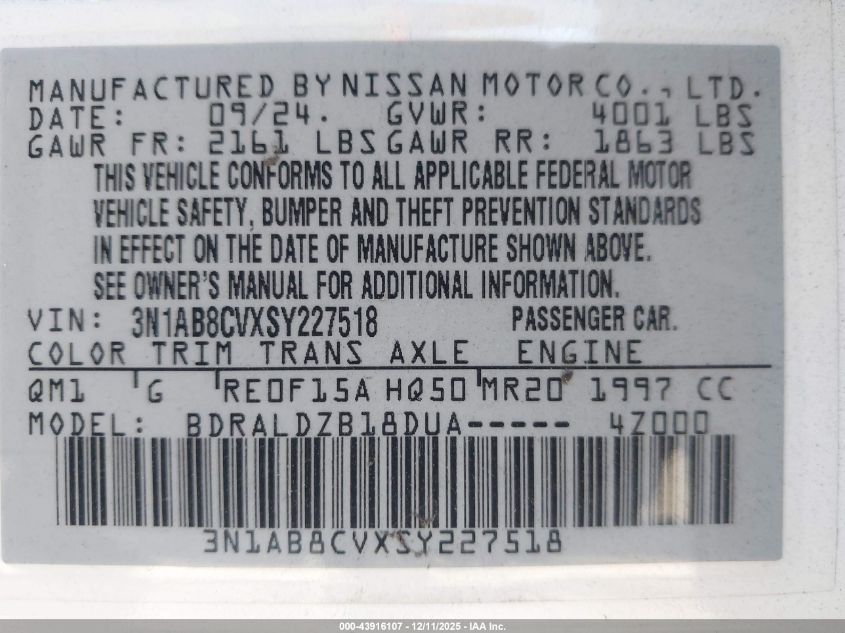 MANUFACTURED BY NISSAN MOTOR CO., LTD.
DATE: 09/24. GVWR: 4001 LBS
GAWR FR: 2161 LBS GAWR RR: 1863 LBS
THIS VEHICLE CONFORMS TO ALL APPLICABLE FEDERAL MOTOR
VEHICLE SAFETY, BUMPER AND THEFT PREVENTION STANDARDS
IN EFFECT ON THE DATE OF MANUFACTURE SHOWN ABOVE.
SEE OWNER'S MANUAL FOR ADDITIONAL INFORMATION.
VIN: 3N1AB8CVXSY227518 PASSENGER CAR.
COLOR TRIM TRANS AXLE ENGINE
QM1 G RE0F15A HQ50 MR20 1997 CC
MODEL: BDRALDZB18DUA----- 4Z000
3N1AB8CVXSY227518
000-43916107 - 12/11/2025 - IAA Inc.